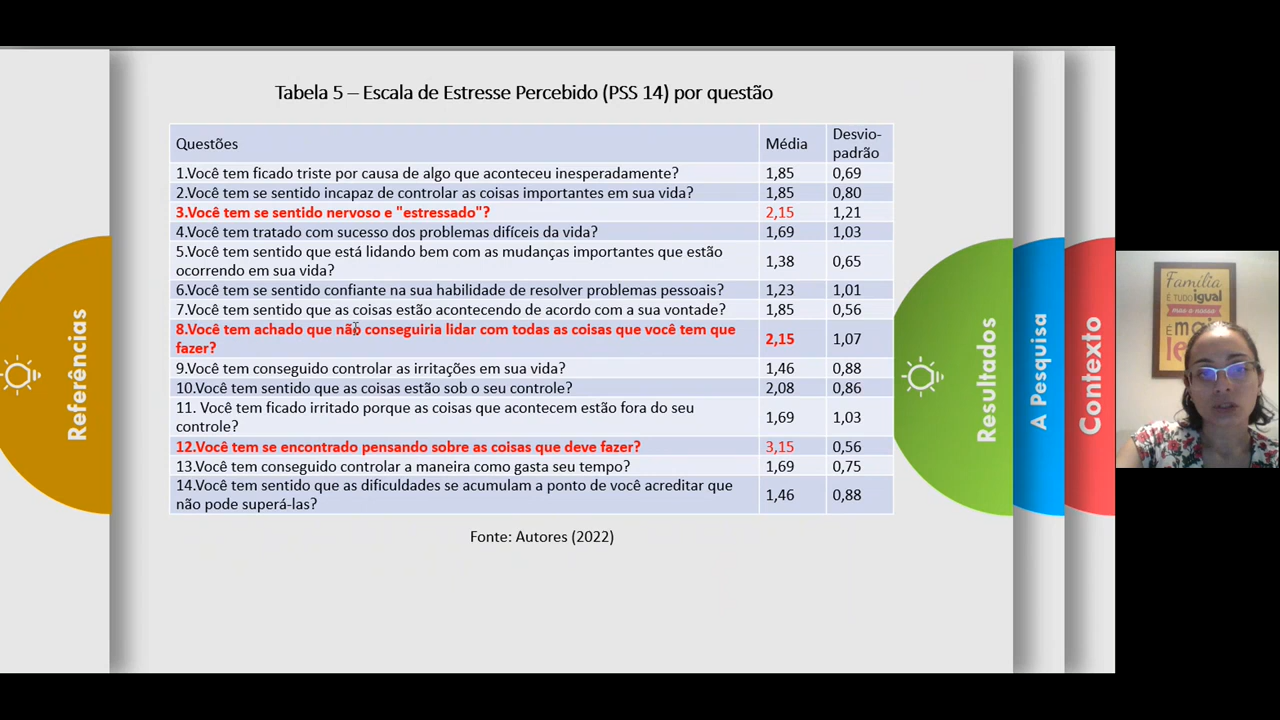 Tabela 5 – Escala de Estresse Percebido (PSS 14) por questão
Questões Média Desvio-
padrão
1.Você tem ficado triste por causa de algo que aconteceu inesperadamente? 1,85 0,69
2.Você tem se sentido incapaz de controlar as coisas importantes em sua vida? 1,85 0,80
3.Você tem se sentido nervoso e "estressado"? 2,15 1,21
4.Você tem tratado com sucesso dos problemas difíceis da vida? 1,69 1,03
5.Você tem sentido que está lidando bem com as mudanças importantes que estão
ocorrendo em sua vida? 1,38 0,65
6.Você tem se sentido confiante na sua habilidade de resolver problemas pessoais? 1,23 1,01
7.Você tem sentido que as coisas estão acontecendo de acordo com a sua vontade? 1,85 0,56
8.Você tem achado que não conseguiria lidar com todas as coisas que você tem que
fazer? 2,15 1,07
9.Você tem conseguido controlar as irritações em sua vida? 1,46 0,88
10.Você tem sentido que as coisas estão sob o seu controle? 2,08 0,86
11. Você tem ficado irritado porque as coisas que acontecem estão fora do seu
controle? 1,69 1,03
12.Você tem se encontrado pensando sobre as coisas que deve fazer? 3,15 0,56
13.Você tem conseguido controlar a maneira como gasta seu tempo? 1,69 0,75
14.Você tem sentido que as dificuldades se acumulam a ponto de você acreditar que
não pode superá-las? 1,46 0,88
Fonte: Autores (2022)
Referências
Resultados
A Pesquisa
Contexto
Família
É TUDO igual
mas a nossa
É